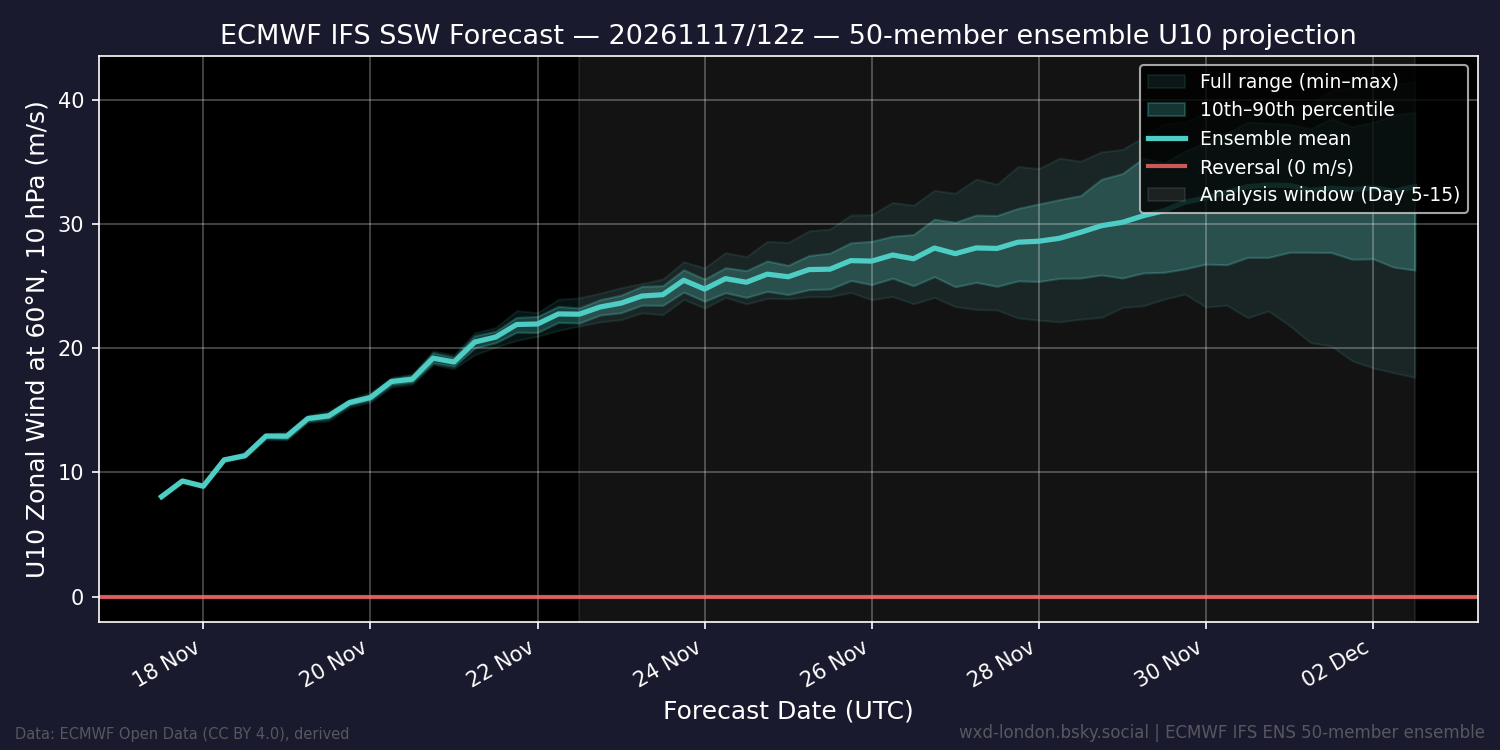 ECMWF IFS SSW Forecast — 20261117/12z — 50-member ensemble U10 projection
Full range (min–max)
10th–90th percentile
Ensemble mean
Reversal (0 m/s)
Analysis window (Day 5-15)
U10 Zonal Wind at 60°N, 10 hPa (m/s)
40
30
20
10
0
18 Nov
20 Nov
22 Nov
24 Nov
26 Nov
28 Nov
30 Nov
02 Dec
Forecast Date (UTC)
Data: ECMWF Open Data (CC BY 4.0), derived
wxd-london.bsky.social | ECMWF IFS ENS 50-member ensemble